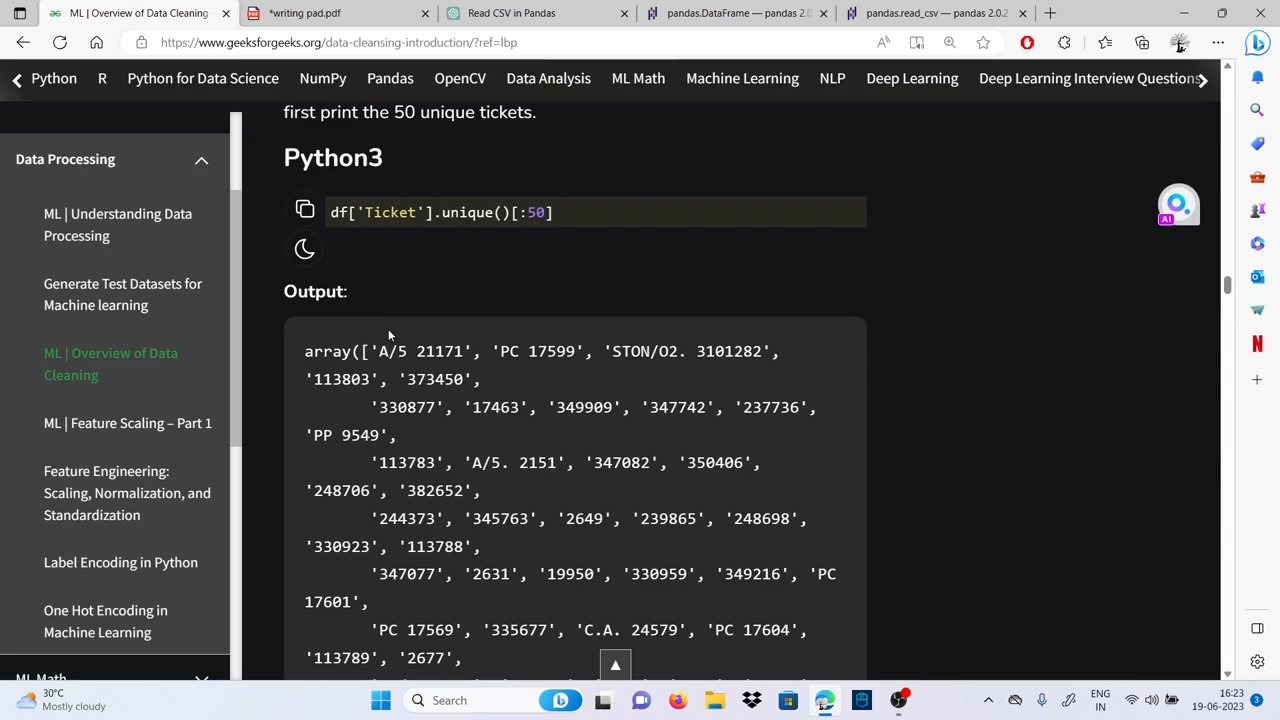 ML | Overview of Data Cleaning -
*writing pad.pdf
Read CSV in Pandas
pandas.DataFrame — pandas 2.0.
pandas.read_csv — pandas 2.0.2
https://www.geeksforgeeks.org/data-cleansing-introduction/?ref=lbp
Python R Python for Data Science NumPy Pandas OpenCV Data Analysis ML Math Machine Learning NLP Deep Learning Deep Learning Interview Questions
first print the 50 unique tickets.
Data Processing
ML | Understanding Data
Processing
Generate Test Datasets for
Machine learning
ML | Overview of Data
Cleaning
ML | Feature Scaling – Part 1
Feature Engineering:
Scaling, Normalization, and
Standardization
Label Encoding in Python
One Hot Encoding in
Machine Learning
ML Math
Python3
df['Ticket'].unique()[:50]
Output:
array(['A/5 21171', 'PC 17599', 'STON/O2. 3101282',
'113803', '373450',
'330877', '17463', '349909', '347742', '237736',
'PP 9549',
'113783', 'A/5. 2151', '347082', '350406',
'248706', '382652',
'244373', '345763', '2649', '239865', '248698',
'330923', '113788',
'347077', '2631', '19950', '330959', '349216', 'PC
17601',
'PC 17569', '335677', 'C.A. 24579', 'PC 17604',
'113789', '2677',
AI
30°C
Mostly cloudy
Search
ENG
IN
16:23
19-06-2023
3